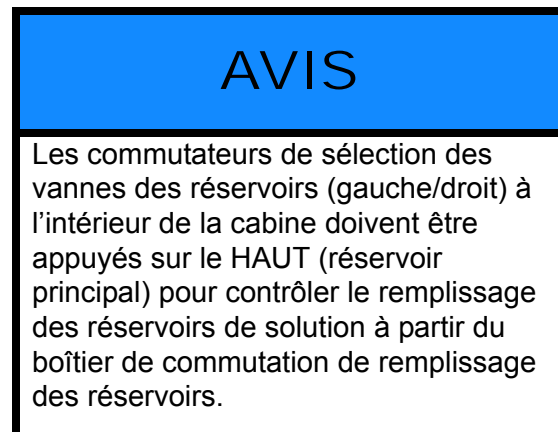 AVIS
Les commutateurs de sélection des
vannes des réservoirs (gauche/droit) à
l’intérieur de la cabine doivent être
appuyés sur le HAUT (réservoir
principal) pour contrôler le remplissage
des réservoirs de solution à partir du
boîtier de commutation de remplissage
des réservoirs.